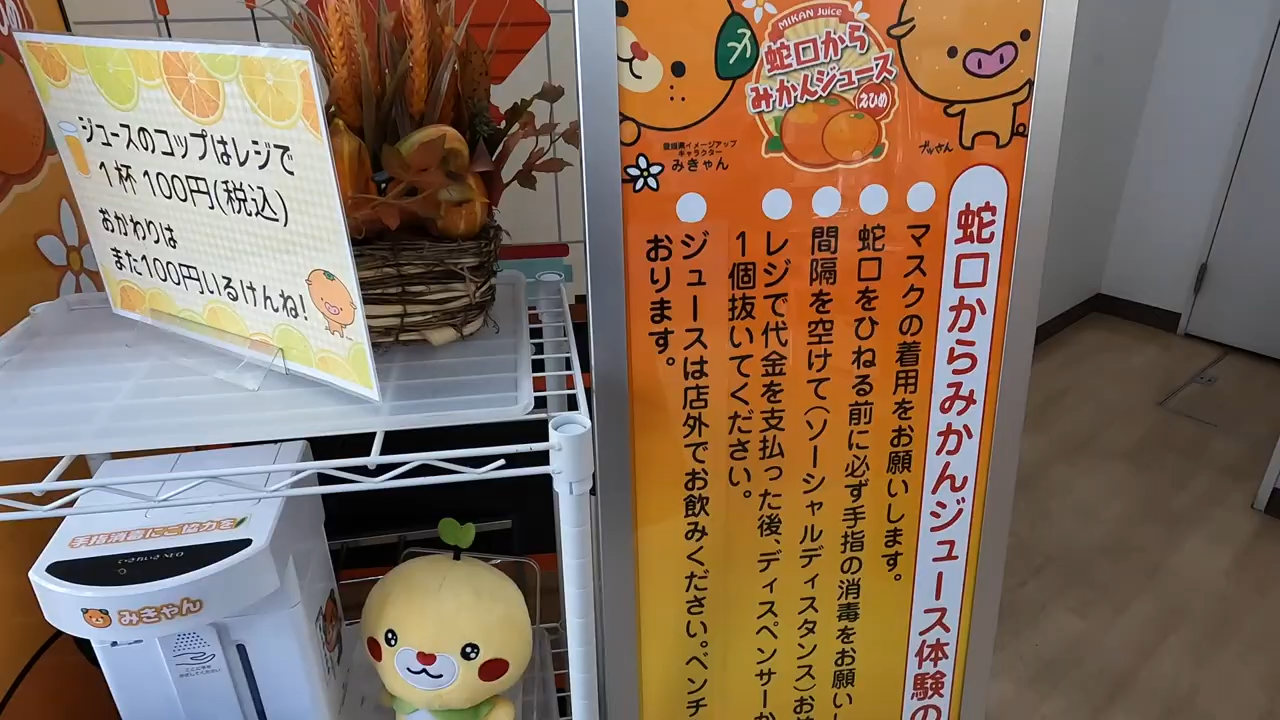 ジュースのコップはレジで
1杯 100円(税込)
おかわりは
また100円いるけんね!
手指消毒にご協力を
みきゃん
MIKAN Juice
蛇口から
みかんジュース
えひめ
愛媛県イメージアップ
キャラクター
みきゃん
ブッさん
蛇口からみかんジュース体験の
マスクの着用をお願いします。
蛇口をひねる前に必ず手指の消毒をお願いし
間隔を空けて(ソーシャルディスタンス)お
レジで代金を支払った後、ディスペンサーか
1個抜いてください。
ジュースは店外でお飲みください。ベンチ
おります。